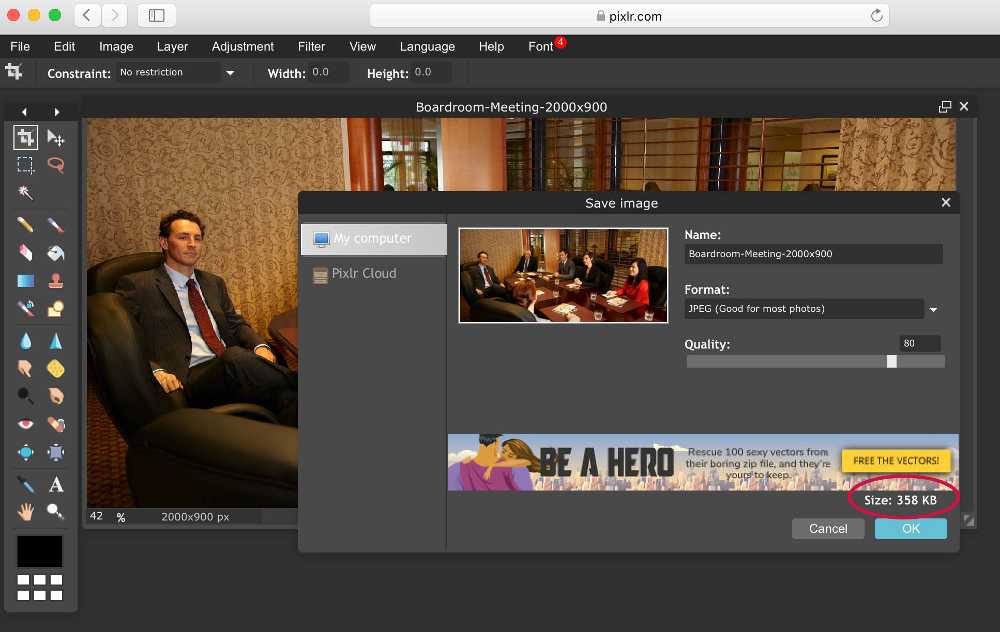 pixlr.com
File Edit Image Layer Adjustment Filter View Language Help Font 4
Constraint: No restriction Width: 0.0 Height: 0.0
Boardroom-Meeting-2000x900
Save image
My computer
Pixlr Cloud
Name:
Boardroom-Meeting-2000x900
Format:
JPEG (Good for most photos)
Quality: 80
BE A HERO
Rescue 100 sexy vectors from
their boring zip file, and they're
yours to keep.
FREE THE VECTORS!
Size: 358 KB
42 % 2000x900 px
Cancel OK
A